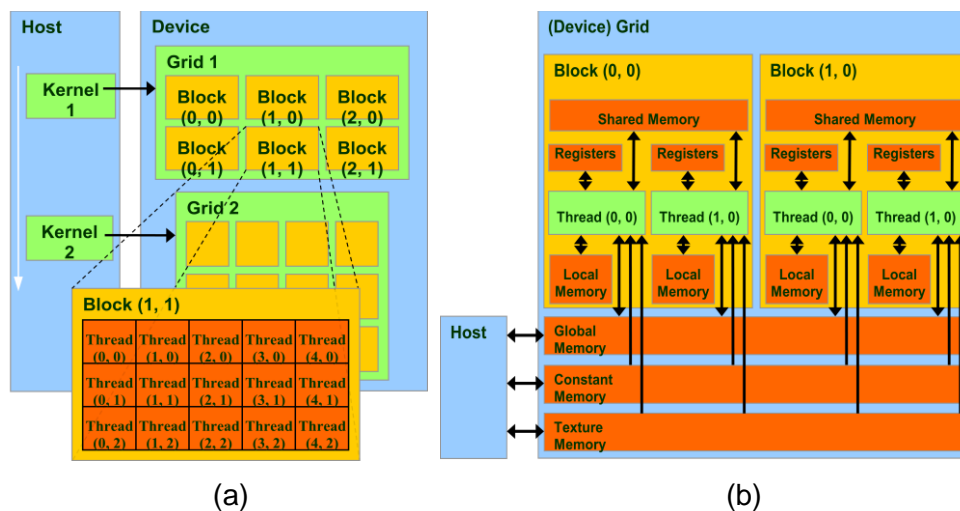 Host
Kernel
1
Kernel
2
Device
Grid 1
Block
(0, 0)
Block
(1, 0)
Block
(2, 0)
Block
(0, 1)
Block
(1, 1)
Block
(2, 1)
Grid 2
Block (1, 1)
Thread
(0, 0)
Thread
(1, 0)
Thread
(2, 0)
Thread
(3, 0)
Thread
(4, 0)
Thread
(0, 1)
Thread
(1, 1)
Thread
(2, 1)
Thread
(3, 1)
Thread
(4, 1)
Thread
(0, 2)
Thread
(1, 2)
Thread
(2, 2)
Thread
(3, 2)
Thread
(4, 2)
(a)
(Device) Grid
Block (0, 0)
Shared Memory
Registers
Registers
Thread (0, 0)
Thread (1, 0)
Local
Memory
Local
Memory
Block (1, 0)
Shared Memory
Registers
Registers
Thread (0, 0)
Thread (1, 0)
Local
Memory
Local
Memory
Host
Global
Memory
Constant
Memory
Texture
Memory
(b)